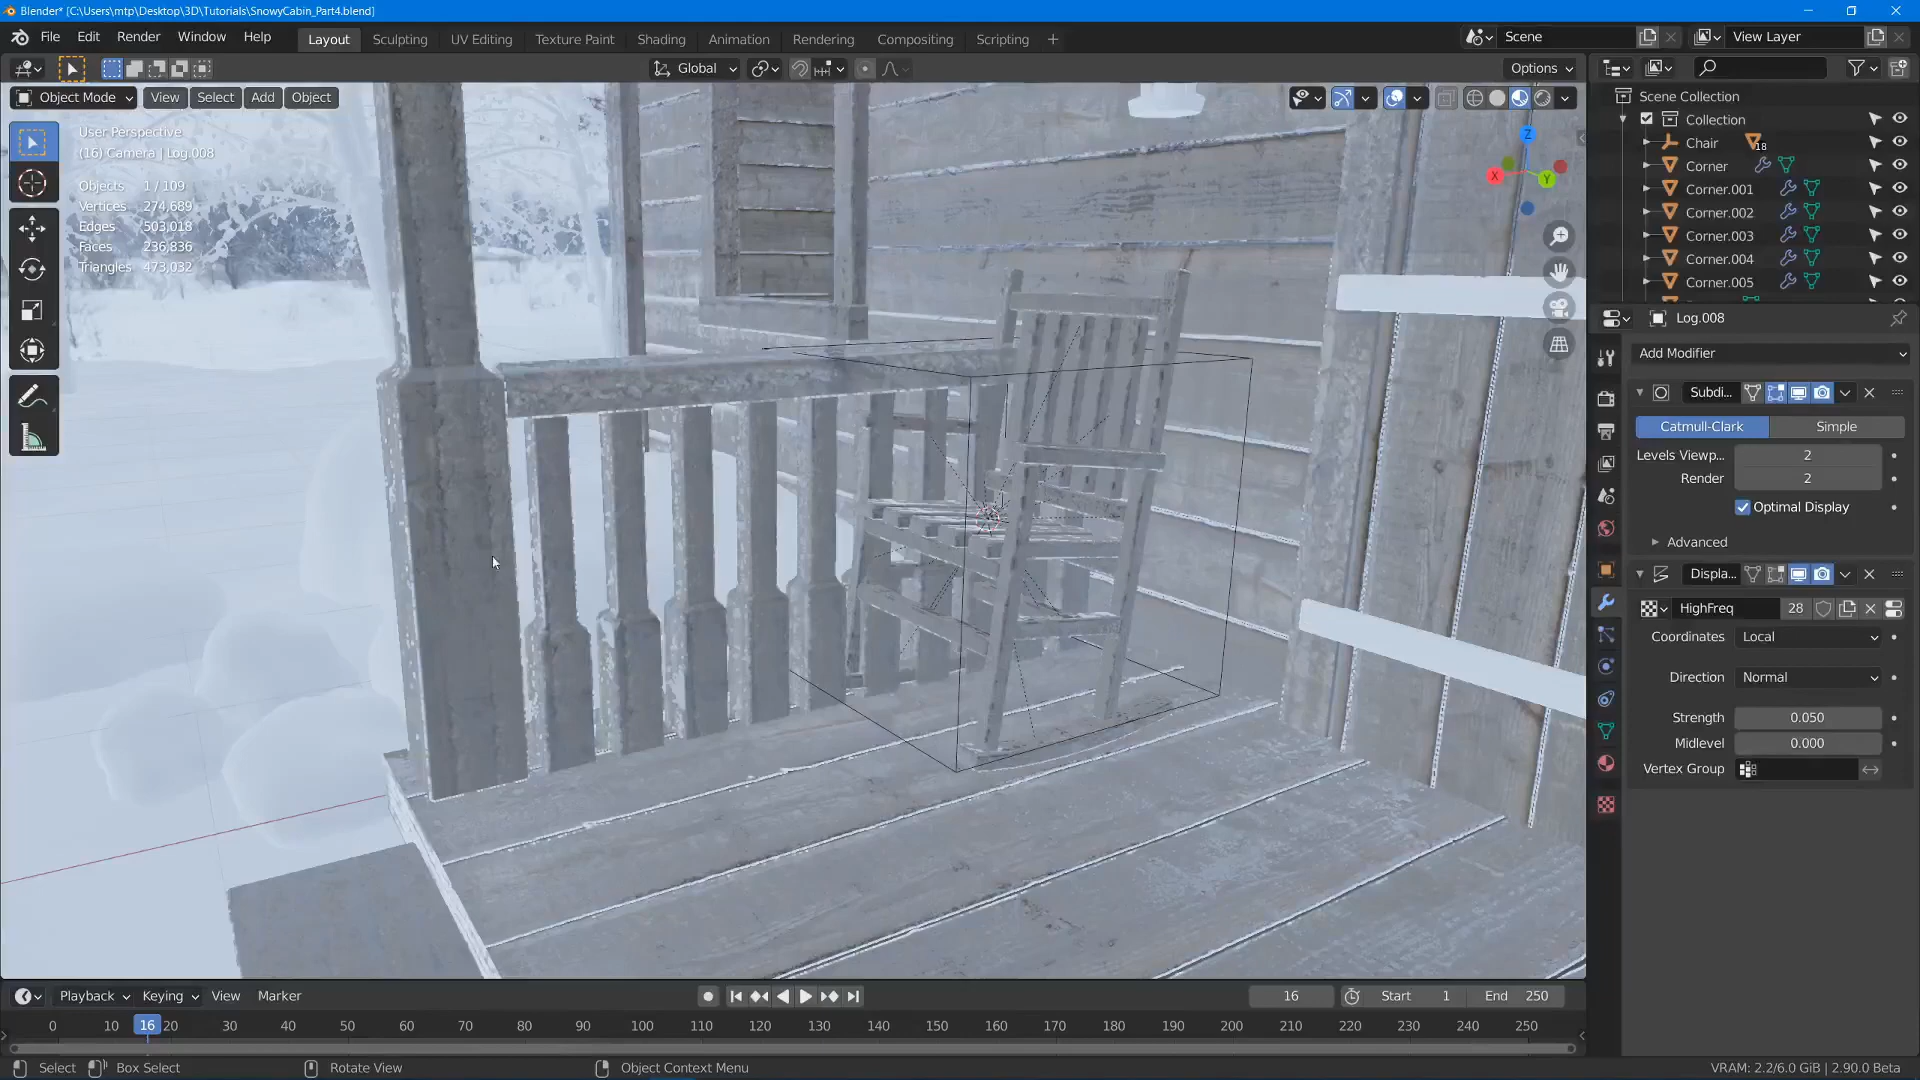 Blender* [C:\Users\mtp\Desktop\3D\Tutorials\SnowyCabin_Part4.blend]
File Edit Render Window Help Layout Sculpting UV Editing Texture Paint Shading Animation Rendering Compositing Scripting + Scene View Layer
Global Options
Object Mode View Select Add Object
User Perspective
(16) Camera | Log.008
Objects 1 / 109
Vertices 274,689
Edges 503,018
Faces 236,836
Triangles 473,032
Z
X
Y
Scene Collection
Collection
Chair 18
Corner
Corner.001
Corner.002
Corner.003
Corner.004
Corner.005
Log.008
Add Modifier
Subdi...
Catmull-Clark Simple
Levels Viewp... 2
Render 2
Optimal Display
Advanced
Displa...
HighFreq 28
Coordinates Local
Direction Normal
Strength 0.050
Midlevel 0.000
Vertex Group
Playback Keying View Marker 16 Start 1 End 250
0 10 16 20 30 40 50 60 70 80 90 100 110 120 130 140 150 160 170 180 190 200 210 220 230 240 250
Select Box Select Rotate View Object Context Menu VRAM: 2.2/6.0 GiB | 2.90.0 Beta